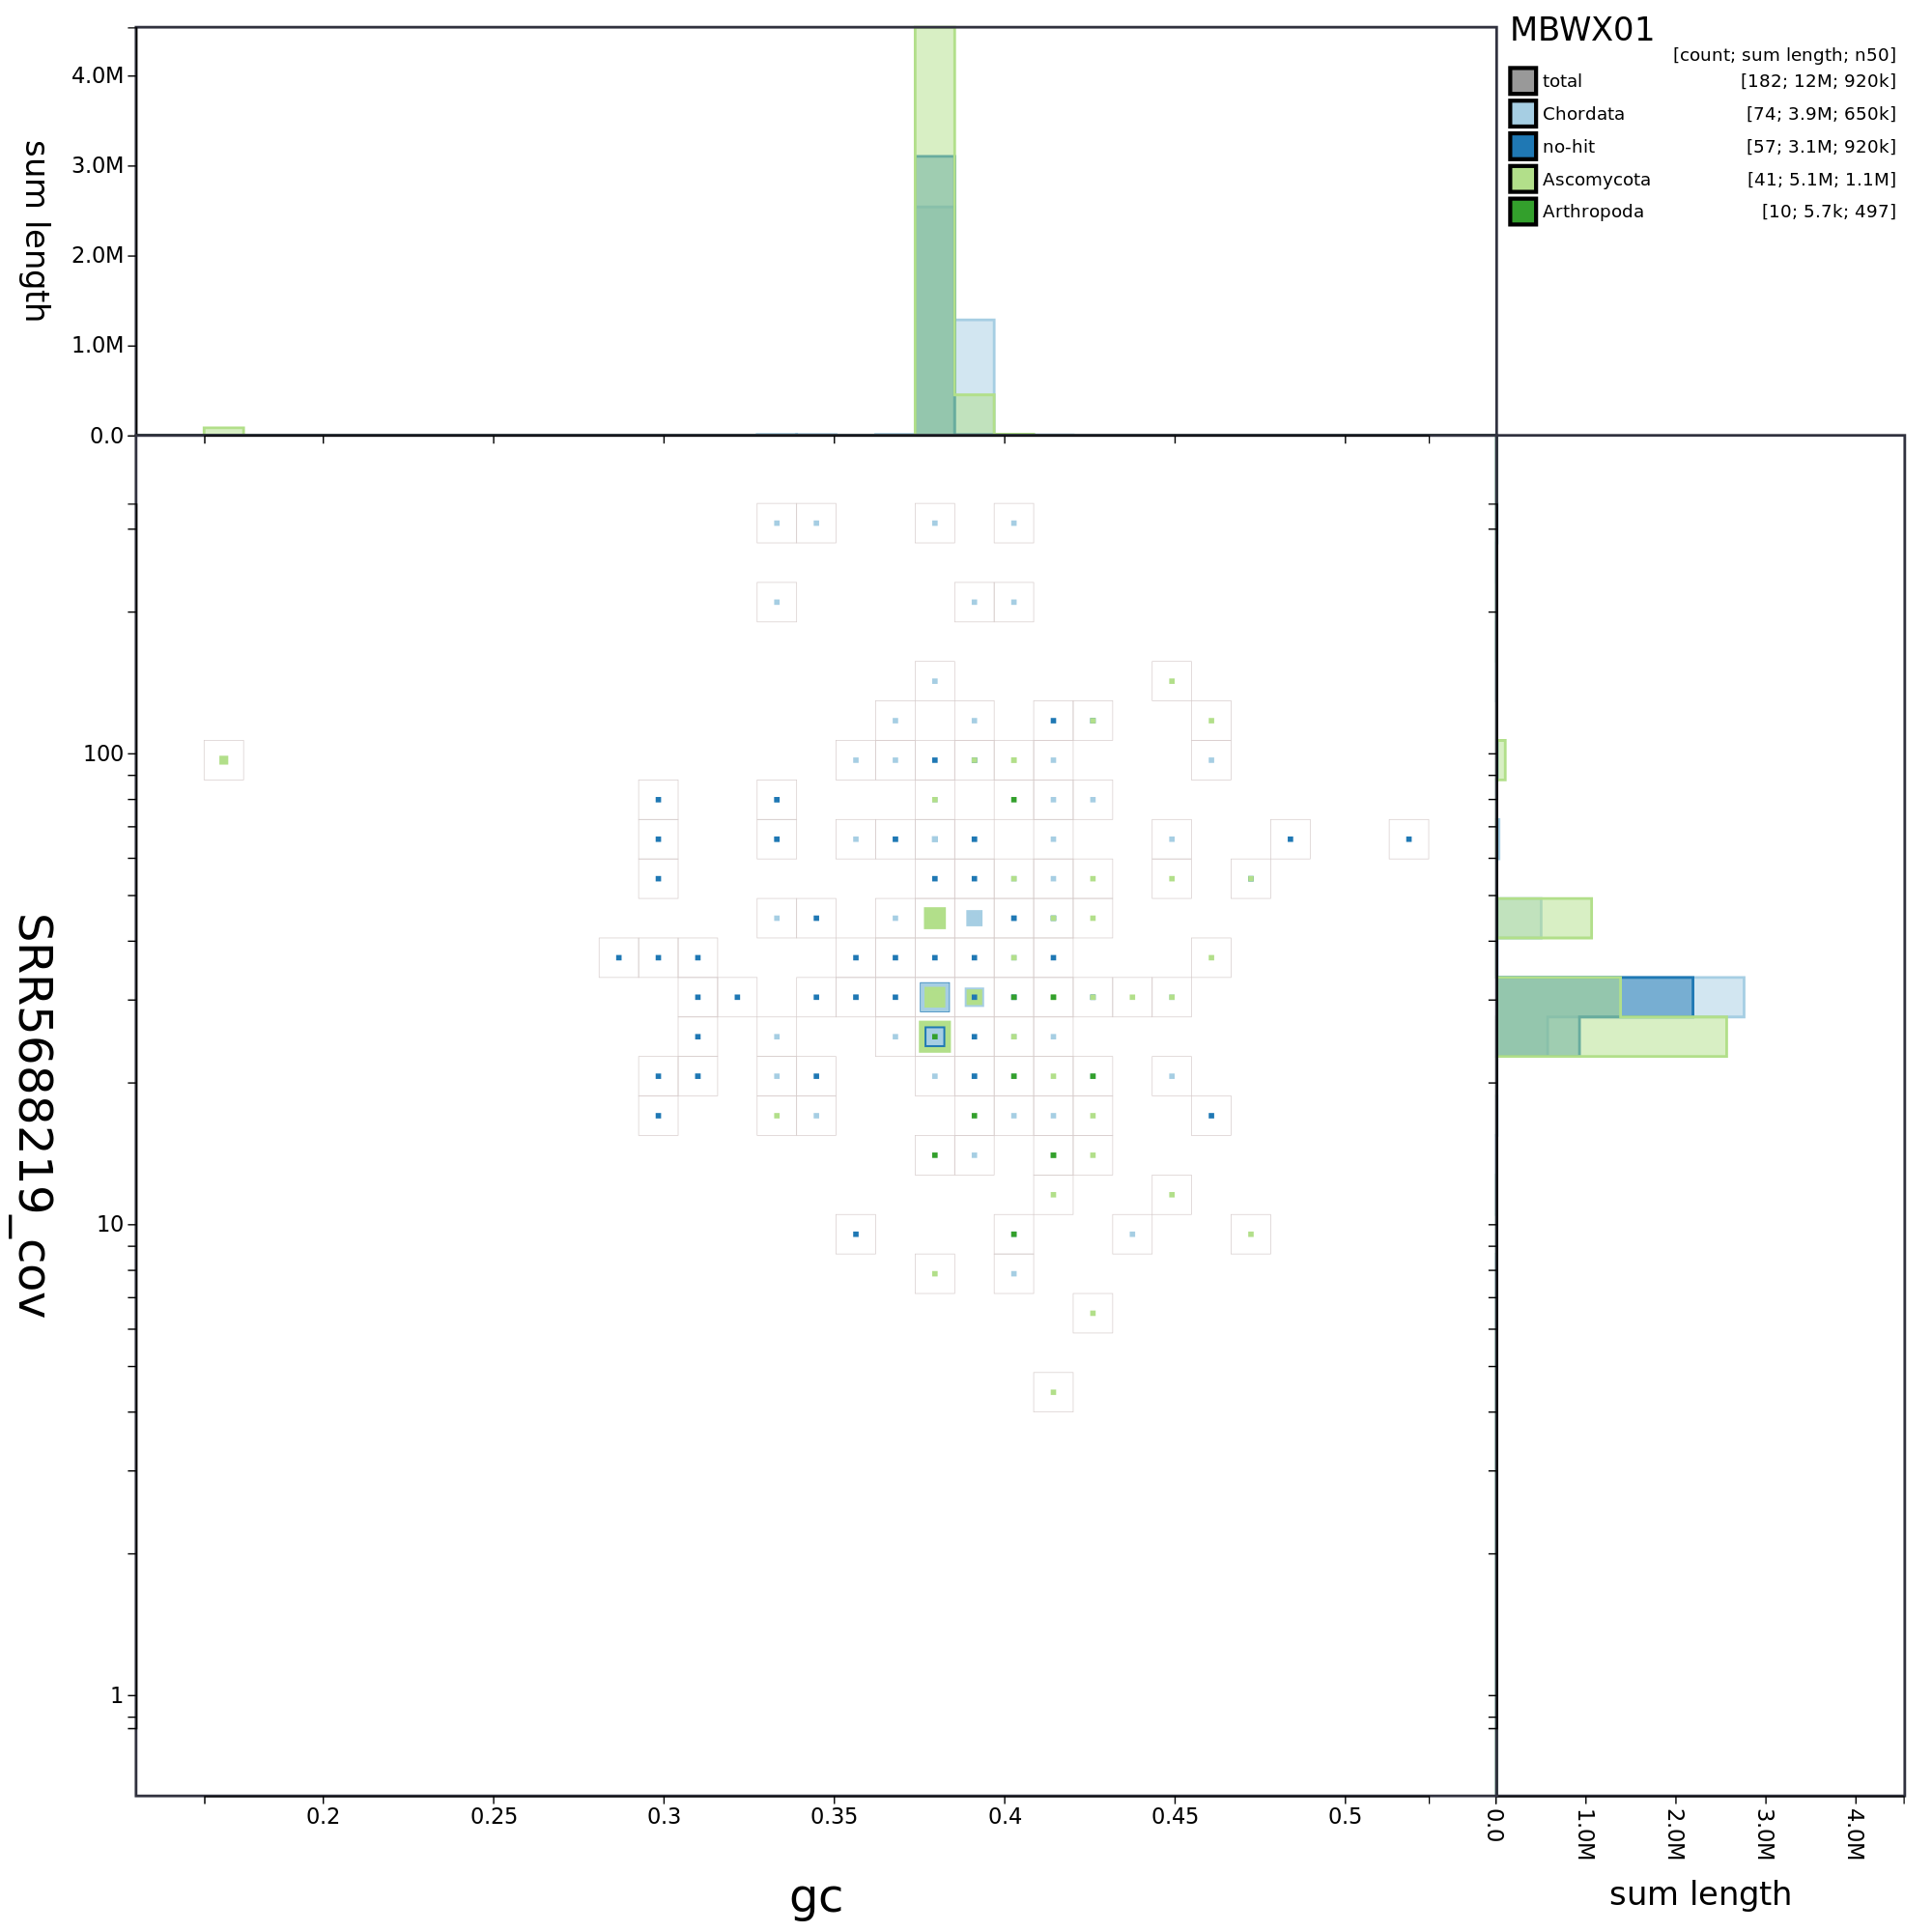 MBWX01
[count; sum length; n50]
total [182; 12M; 920k]
Chordata [74; 3.9M; 650k]
no-hit [57; 3.1M; 920k]
Ascomycota [41; 5.1M; 1.1M]
Arthropoda [10; 5.7k; 497]
sum length
4.0M
3.0M
2.0M
1.0M
0.0
SRR5688219_cov
100
10
1
0.2 0.25 0.3 0.35 0.4 0.45 0.5
gc
0.0 1.0M 2.0M 3.0M 4.0M
sum length